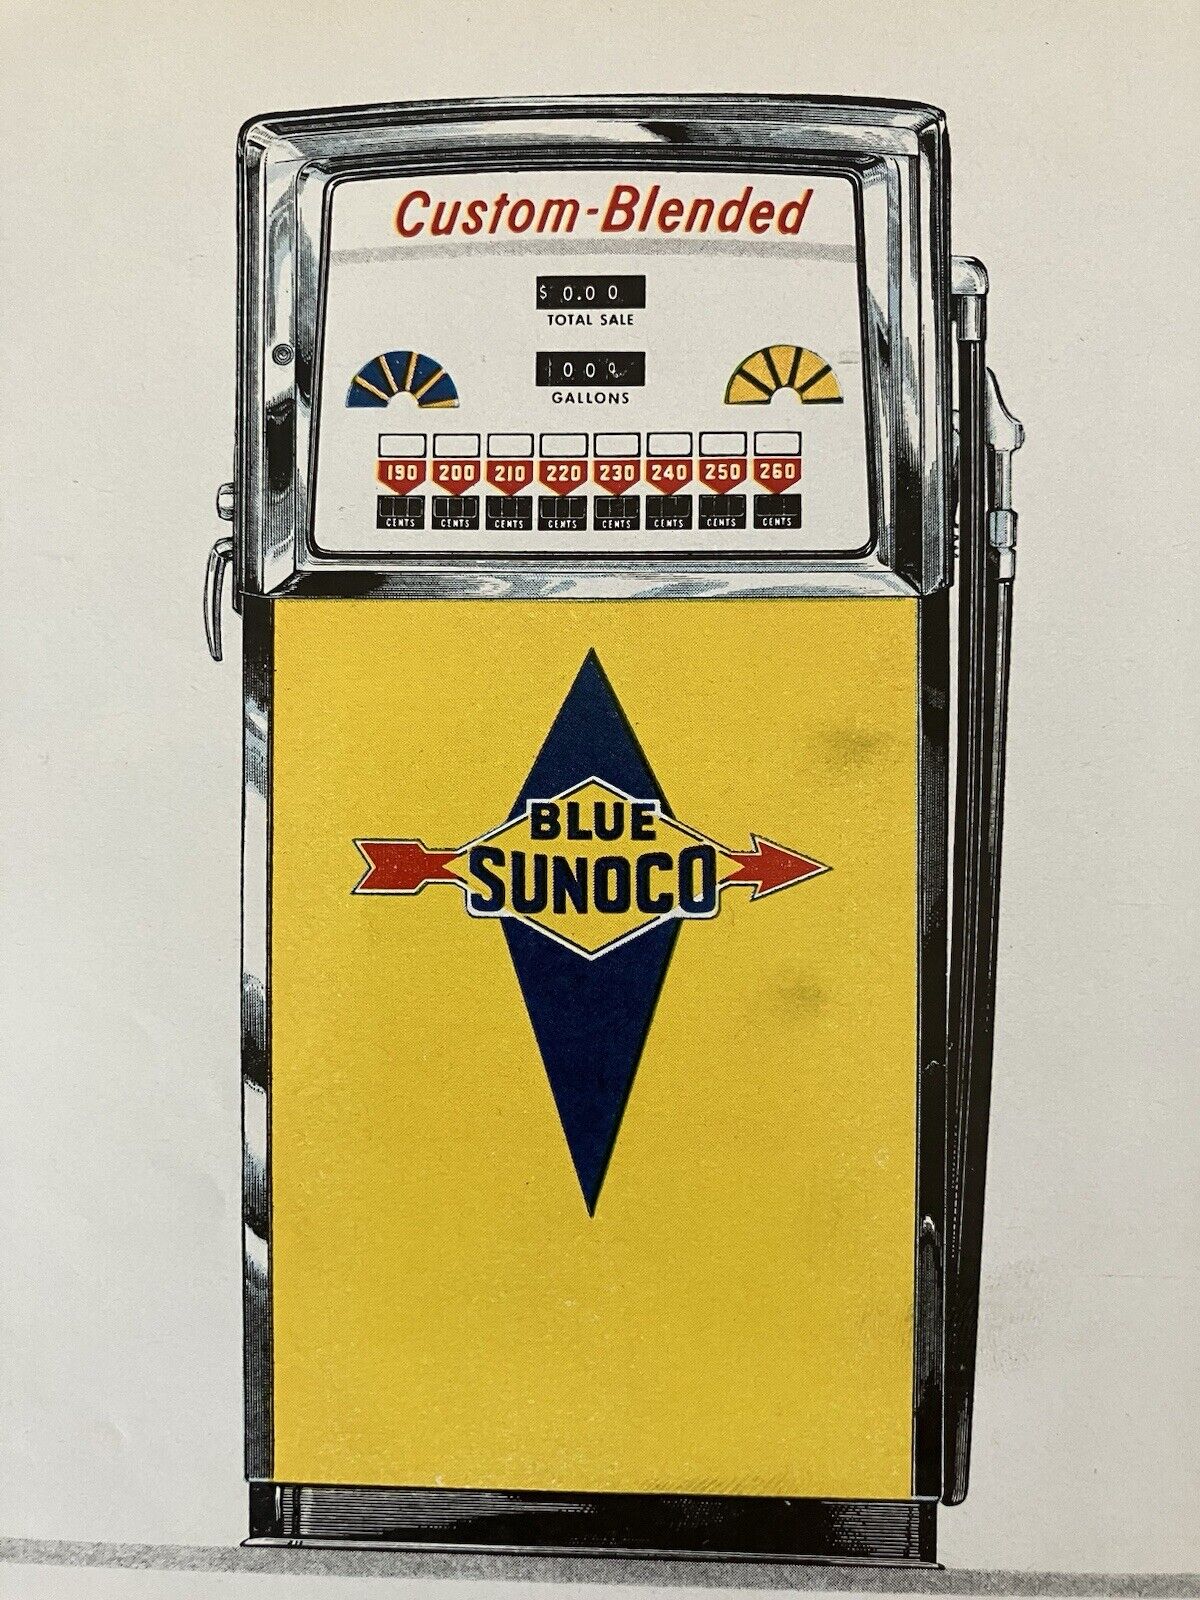 Custom-Blended
$ 0.00
TOTAL SALE
000
GALLONS
190 200 210 220 230 240 250 260
CENTS CENTS CENTS CENTS CENTS CENTS CENTS CENTS
BLUE
SUNOCO